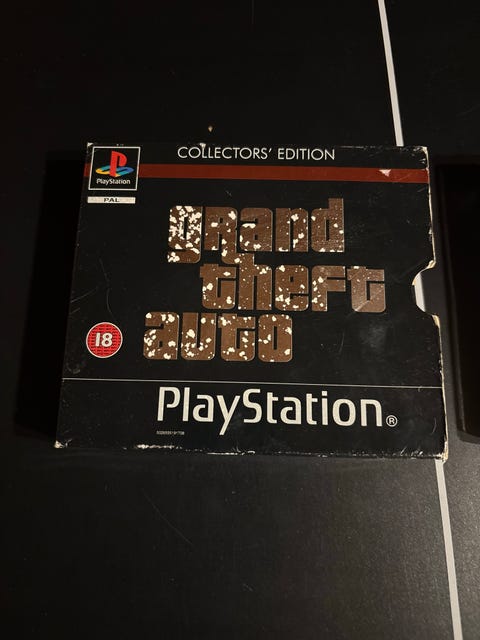 COLLECTORS' EDITION
PlayStation
PAL
grand
theft
auto
18
PlayStation®